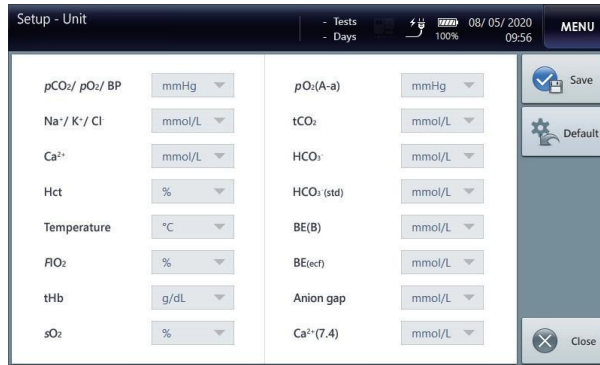 Setup - Unit
- Tests
- Days
100%
08/ 05/ 2020
09:56
MENU
pCO₂/ pO₂/ BP mmHg
Na⁺/ K⁺/ Cl⁻ mmol/L
Ca²⁺ mmol/L
Hct %
Temperature °C
FIO₂ %
tHb g/dL
sO₂ %
pO₂(A-a) mmHg
tCO₂ mmol/L
HCO₃⁻ mmol/L
HCO₃⁻(std) mmol/L
BE(B) mmol/L
BE(ecf) mmol/L
Anion gap mmol/L
Ca²⁺(7.4) mmol/L
Save
Default
Close